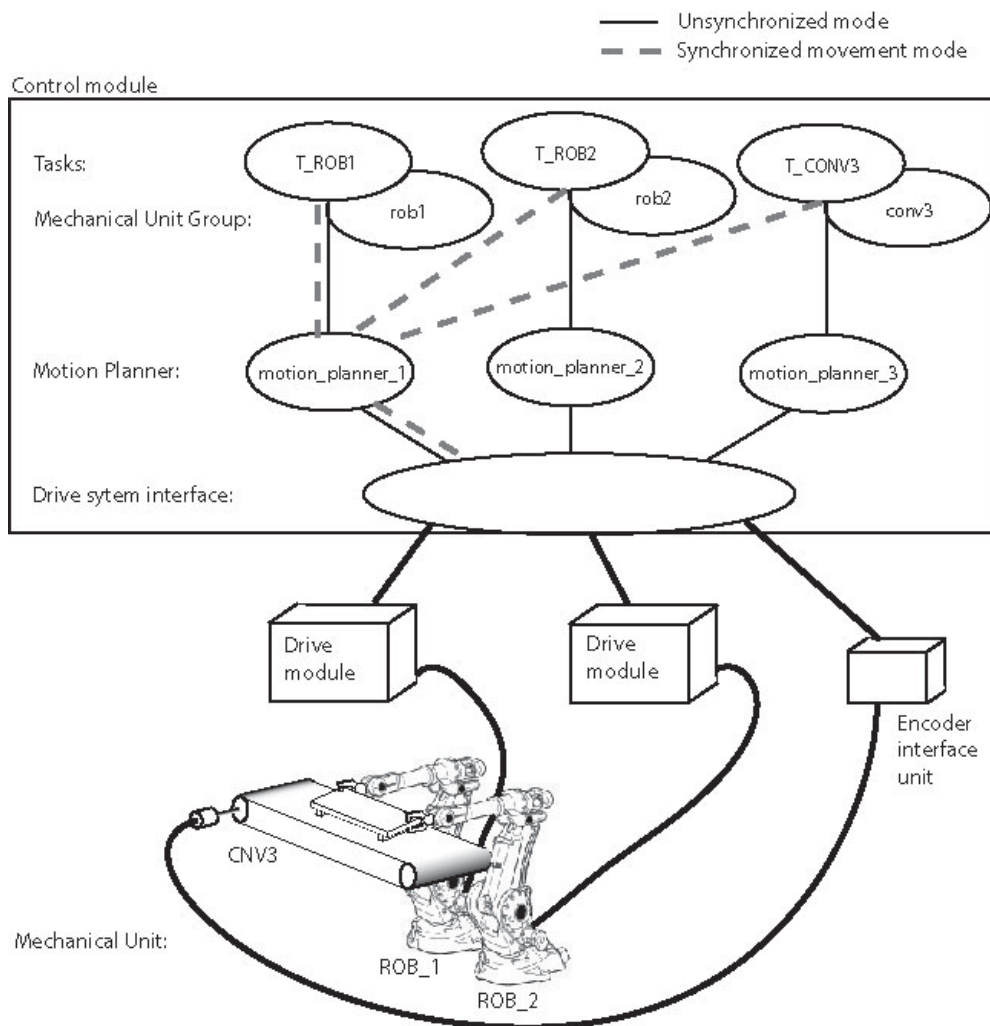 Unsynchronized mode
Synchronized movement mode
Control module
Tasks:
T_ROB1
T_ROB2
T_CONV3
rob1
rob2
conv3
Mechanical Unit Group:
Motion Planner:
motion_planner_1
motion_planner_2
motion_planner_3
Drive sytem interface:
Drive
module
Drive
module
Encoder
interface
unit
CNV3
Mechanical Unit:
ROB_1
ROB_2